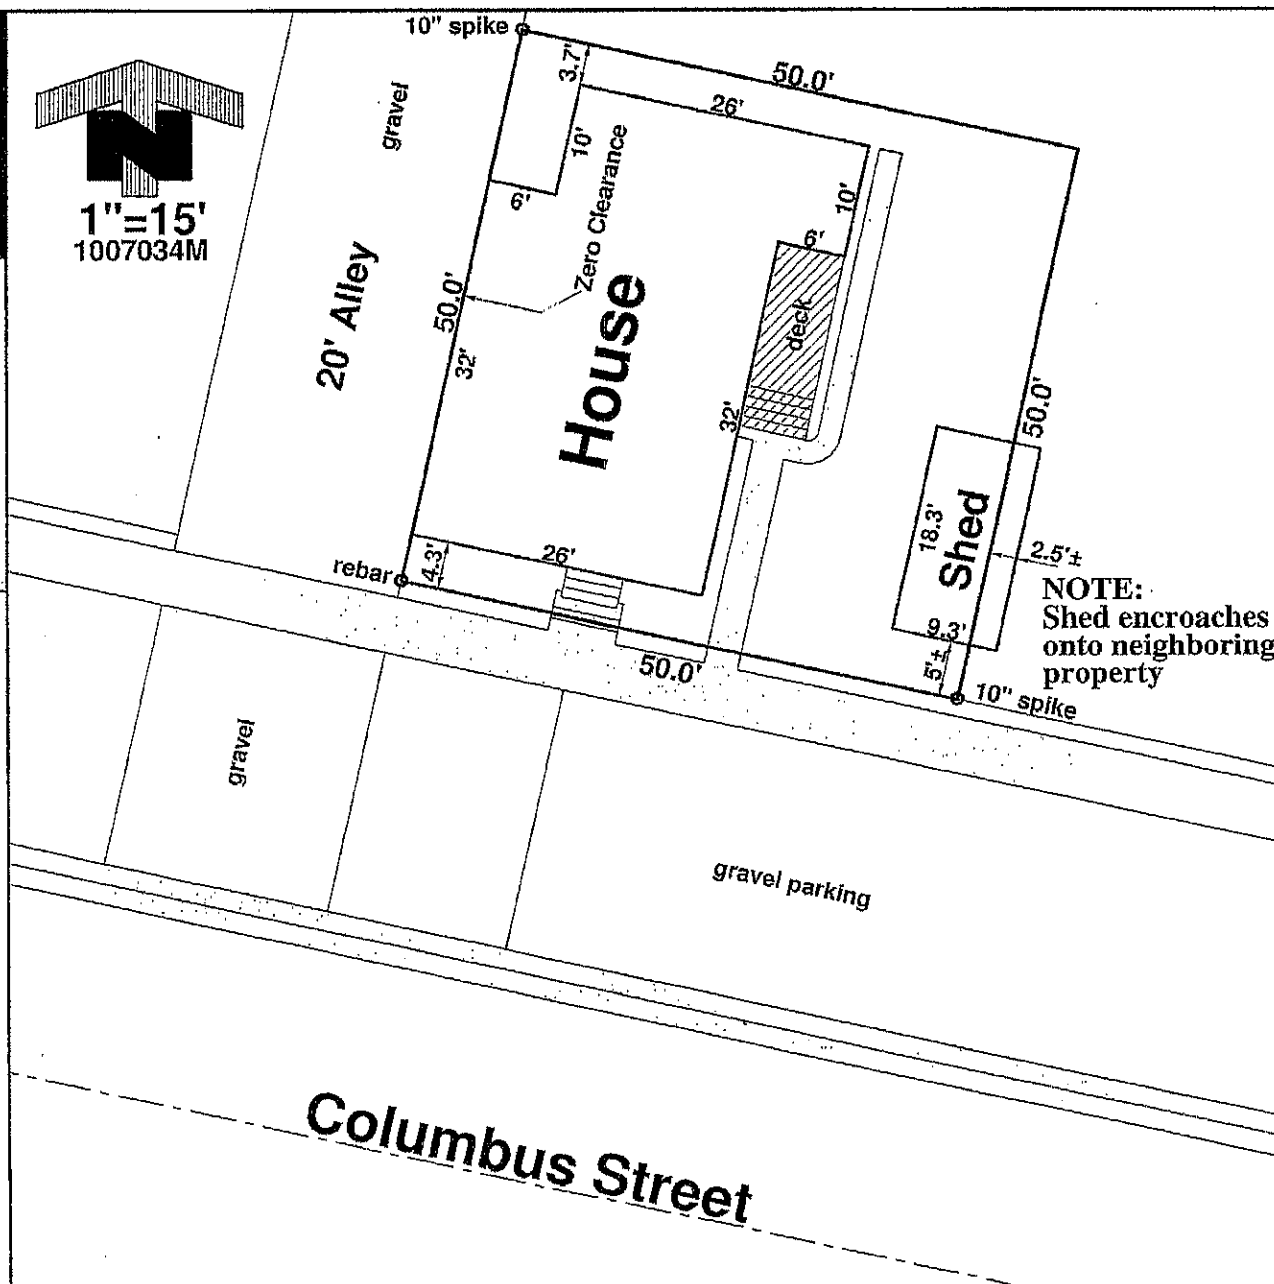 10" spike
3.7'
50.0'
26'
gravel
N
10'
Zero Clearance
10'
6'
1"=15'
1007034M
6'
20' Alley
50.0'
House
deck
32'
32'
50.0'
18.3'
Shed
2.5'±
rebar
4.3'
26'
NOTE:
Shed encroaches
onto neighboring
property
9.3'
5'±
50.0'
10" spike
gravel
gravel parking
Columbus Street